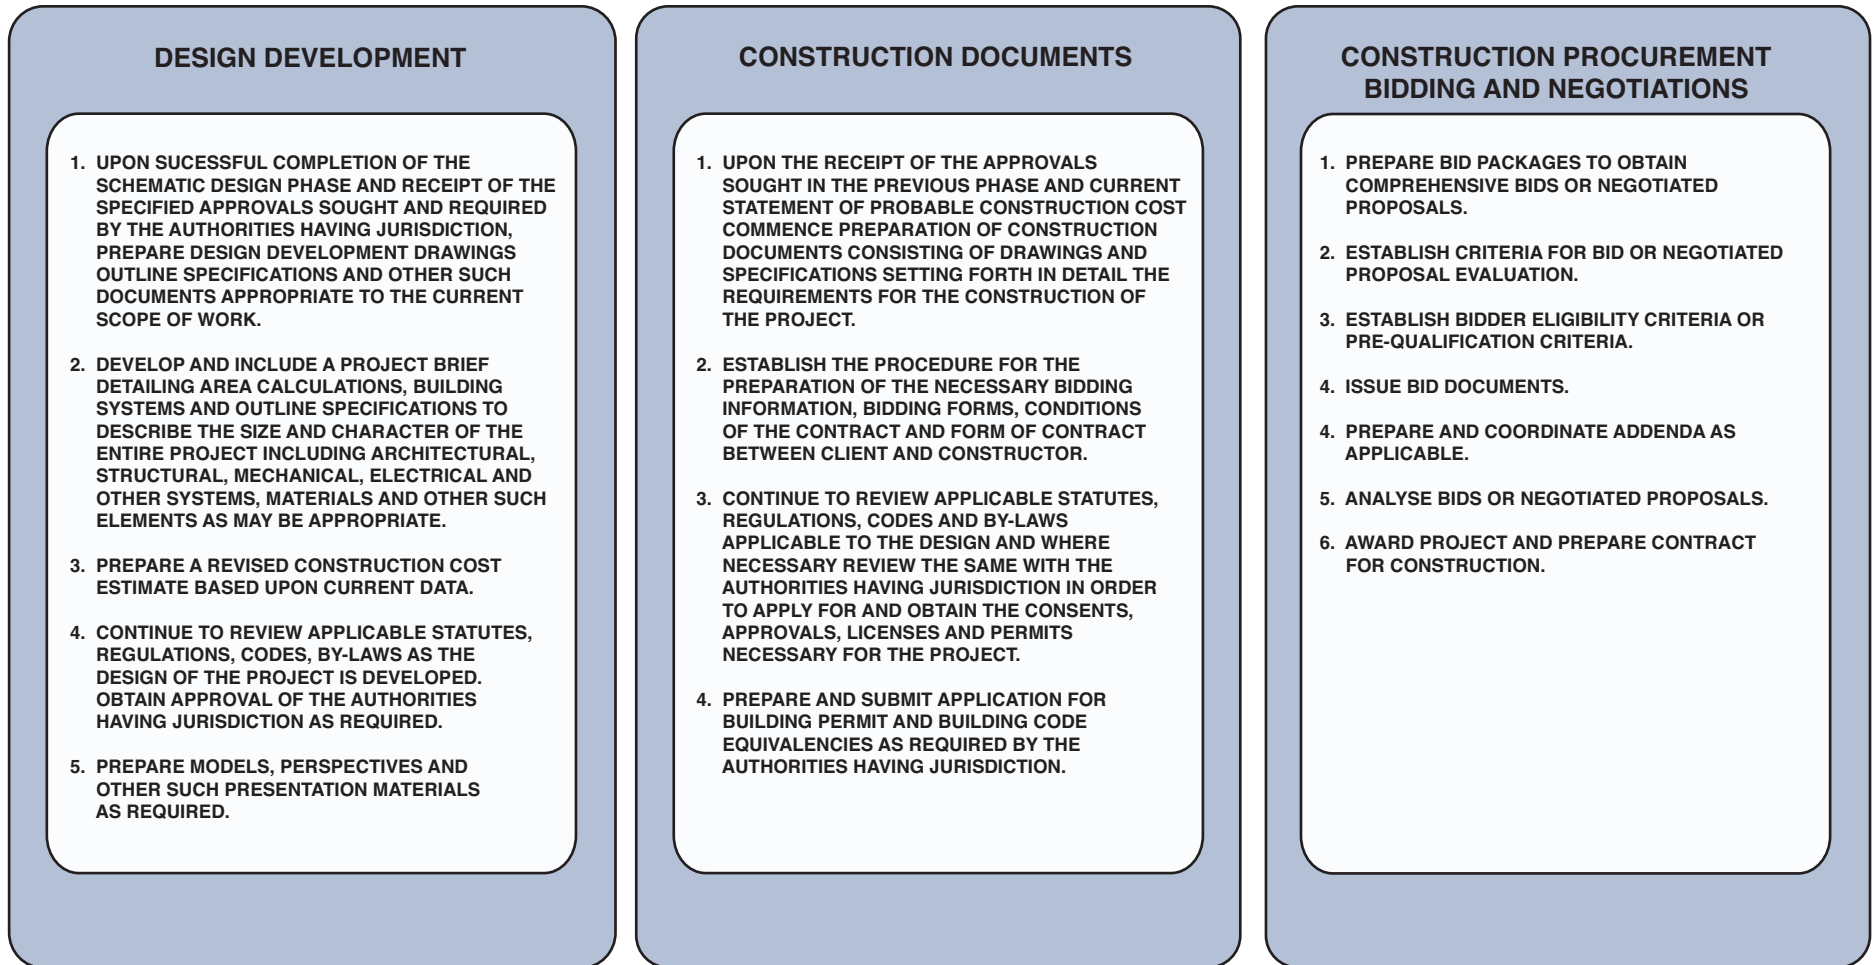 DESIGN DEVELOPMENT
1. UPON SUCESSFUL COMPLETION OF THE
SCHEMATIC DESIGN PHASE AND RECEIPT OF THE
SPECIFIED APPROVALS SOUGHT AND REQUIRED
BY THE AUTHORITIES HAVING JURISDICTION,
PREPARE DESIGN DEVELOPMENT DRAWINGS
OUTLINE SPECIFICATIONS AND OTHER SUCH
DOCUMENTS APPROPRIATE TO THE CURRENT
SCOPE OF WORK.
2. DEVELOP AND INCLUDE A PROJECT BRIEF
DETAILING AREA CALCULATIONS, BUILDING
SYSTEMS AND OUTLINE SPECIFICATIONS TO
DESCRIBE THE SIZE AND CHARACTER OF THE
ENTIRE PROJECT INCLUDING ARCHITECTURAL,
STRUCTURAL, MECHANICAL, ELECTRICAL AND
OTHER SYSTEMS, MATERIALS AND OTHER SUCH
ELEMENTS AS MAY BE APPROPRIATE.
3. PREPARE A REVISED CONSTRUCTION COST
ESTIMATE BASED UPON CURRENT DATA.
4. CONTINUE TO REVIEW APPLICABLE STATUTES,
REGULATIONS, CODES, BY-LAWS AS THE
DESIGN OF THE PROJECT IS DEVELOPED.
OBTAIN APPROVAL OF THE AUTHORITIES
HAVING JURISDICTION AS REQUIRED.
5. PREPARE MODELS, PERSPECTIVES AND
OTHER SUCH PRESENTATION MATERIALS
AS REQUIRED.
CONSTRUCTION DOCUMENTS
1. UPON THE RECEIPT OF THE APPROVALS
SOUGHT IN THE PREVIOUS PHASE AND CURRENT
STATEMENT OF PROBABLE CONSTRUCTION COST
COMMENCE PREPARATION OF CONSTRUCTION
DOCUMENTS CONSISTING OF DRAWINGS AND
SPECIFICATIONS SETTING FORTH IN DETAIL THE
REQUIREMENTS FOR THE CONSTRUCTION OF
THE PROJECT.
2. ESTABLISH THE PROCEDURE FOR THE
PREPARATION OF THE NECESSARY BIDDING
INFORMATION, BIDDING FORMS, CONDITIONS
OF THE CONTRACT AND FORM OF CONTRACT
BETWEEN CLIENT AND CONSTRUCTOR.
3. CONTINUE TO REVIEW APPLICABLE STATUTES,
REGULATIONS, CODES AND BY-LAWS
APPLICABLE TO THE DESIGN AND WHERE
NECESSARY REVIEW THE SAME WITH THE
AUTHORITIES HAVING JURISDICTION IN ORDER
TO APPLY FOR AND OBTAIN THE CONSENTS,
APPROVALS, LICENSES AND PERMITS
NECESSARY FOR THE PROJECT.
4. PREPARE AND SUBMIT APPLICATION FOR
BUILDING PERMIT AND BUILDING CODE
EQUIVALENCIES AS REQUIRED BY THE
AUTHORITIES HAVING JURISDICTION.
CONSTRUCTION PROCUREMENT
BIDDING AND NEGOTIATIONS
1. PREPARE BID PACKAGES TO OBTAIN
COMPREHENSIVE BIDS OR NEGOTIATED
PROPOSALS.
2. ESTABLISH CRITERIA FOR BID OR NEGOTIATED
PROPOSAL EVALUATION.
3. ESTABLISH BIDDER ELIGIBILITY CRITERIA OR
PRE-QUALIFICATION CRITERIA.
4. ISSUE BID DOCUMENTS.
4. PREPARE AND COORDINATE ADDENDA AS
APPLICABLE.
5. ANALYSE BIDS OR NEGOTIATED PROPOSALS.
6. AWARD PROJECT AND PREPARE CONTRACT
FOR CONSTRUCTION.